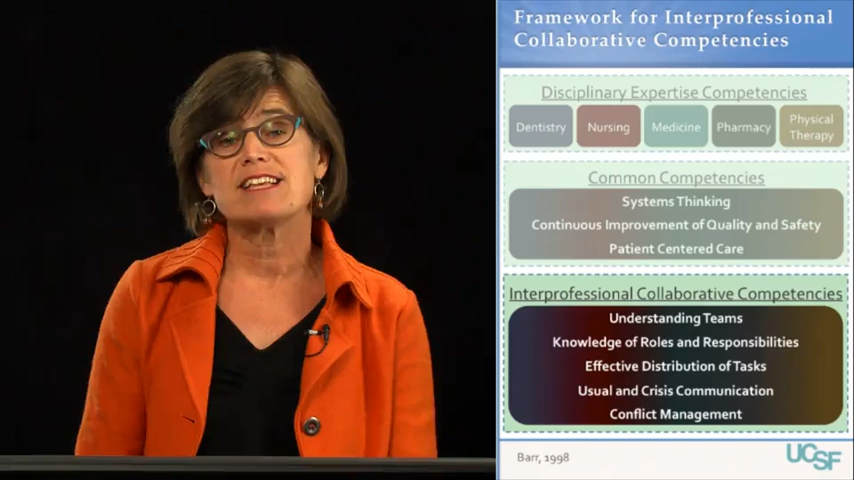 Framework for Interprofessional
Collaborative Competencies
Disciplinary Expertise Competencies
Dentistry
Nursing
Medicine
Pharmacy
Physical
Therapy
Common Competencies
Systems Thinking
Continuous Improvement of Quality and Safety
Patient Centered Care
Interprofessional Collaborative Competencies
Understanding Teams
Knowledge of Roles and Responsibilities
Effective Distribution of Tasks
Usual and Crisis Communication
Conflict Management
Barr, 1998
UCSF